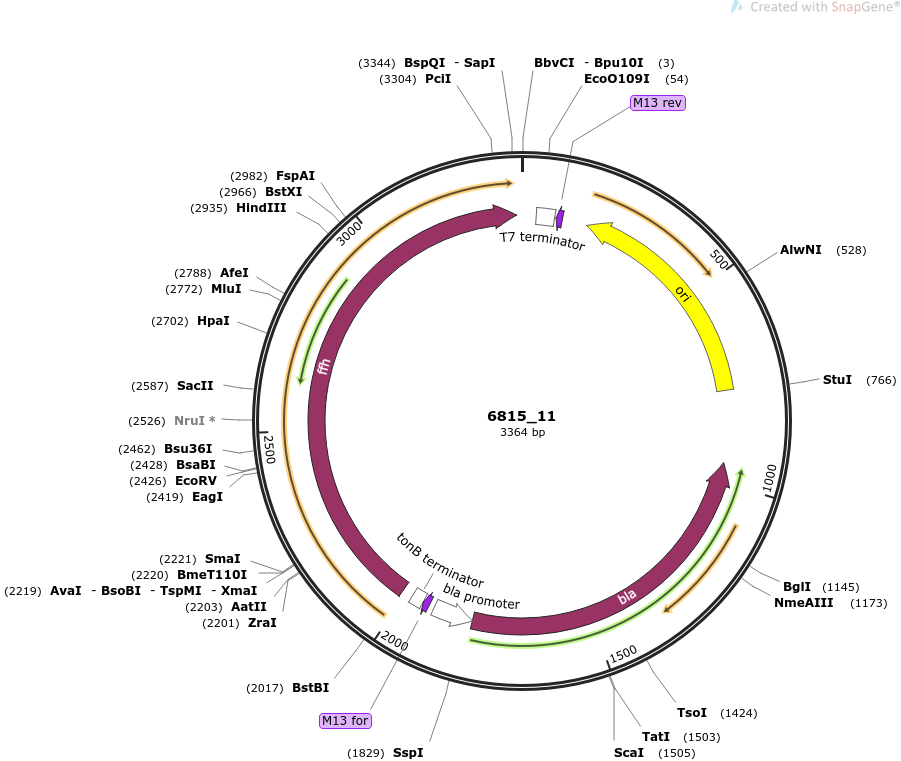 Created with SnapGene®
(3344) BspQI - SapI
BbvCI - Bpu10I (3)
(3304) PciI
EcoO109I (54)
M13 rev
(2982) FspAI
(2966) BstXI
(2935) HindIII
3000
T7 terminator
500
AlwNI (528)
(2788) AfeI
(2772) MluI
ori
(2702) HpaI
ffh
StuI (766)
(2587) SacII
6815_11
3364 bp
(2526) NruI *
2500
(2462) Bsu36I
(2428) BsaBI
(2426) EcoRV
(2419) EagI
1000
tonB terminator
(2221) SmaI
(2220) BmeT110I
(2219) AvaI - BsoBI - TspMI - XmaI
(2203) AatII
(2201) ZraI
bla promoter
bla
BglI (1145)
NmeAIII (1173)
2000
1500
(2017) BstBI
M13 for
TsoI (1424)
TatI (1503)
(1829) SspI
ScaI (1505)